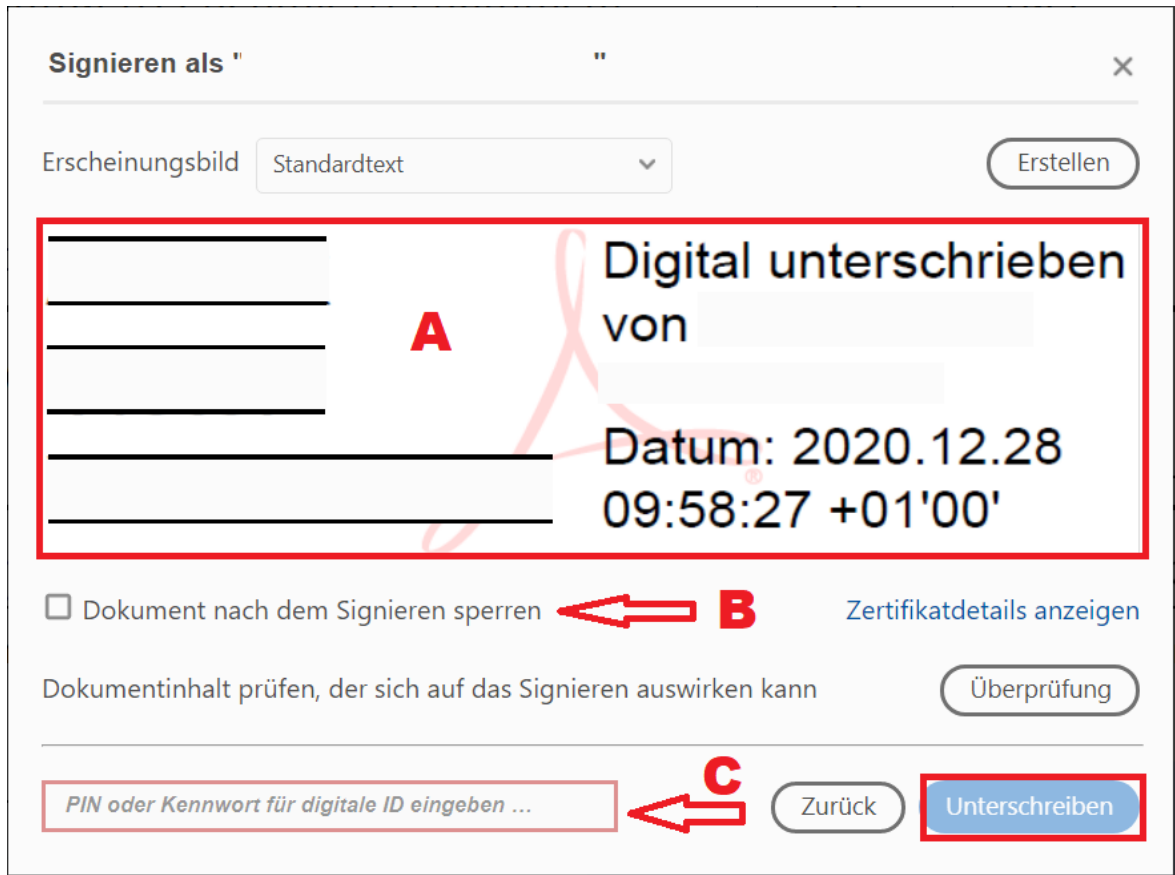 Signieren als " "
Erscheinungsbild Standardtext Erstellen
A
Digital unterschrieben
von
Datum: 2020.12.28
09:58:27 +01'00'
®
Dokument nach dem Signieren sperren B Zertifikatdetails anzeigen
Dokumentinhalt prüfen, der sich auf das Signieren auswirken kann Überprüfung
PIN oder Kennwort für digitale ID eingeben ... C Zurück Unterschreiben